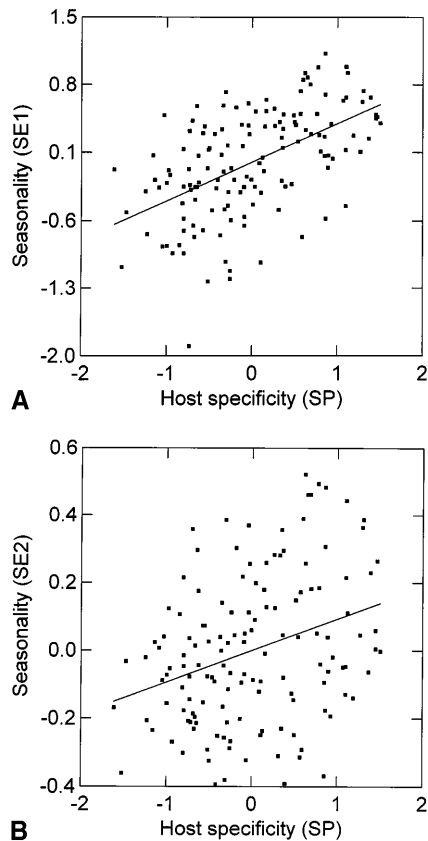 1.5
0.8
0.1
-0.6
-1.3
-2.0
Seasonality (SE1)
-2 -1 0 1 2
A Host specificity (SP)
0.6
0.4
0.2
0.0
-0.2
-0.4
Seasonality (SE2)
-2 -1 0 1 2
B Host specificity (SP)